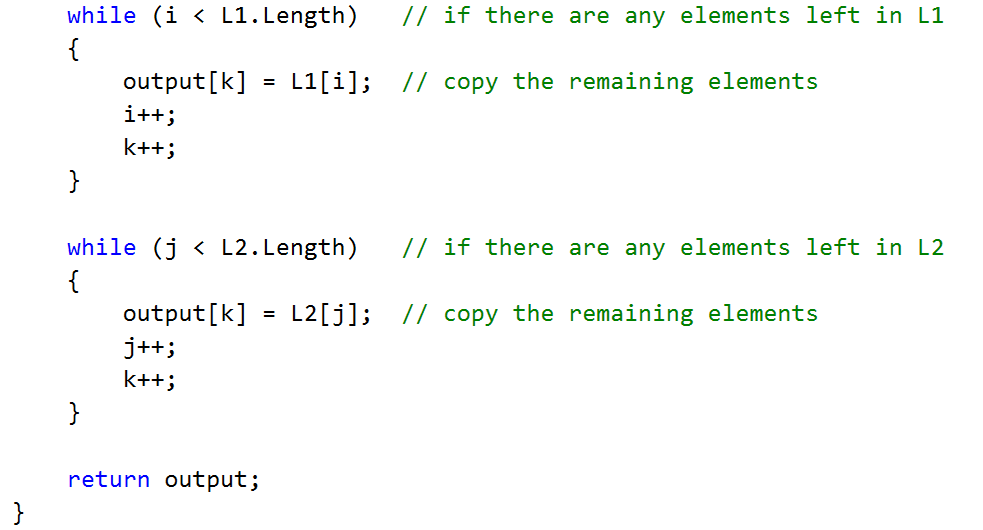 while (i < L1.Length)   // if there are any elements left in L1
{
    output[k] = L1[i];  // copy the remaining elements
    i++;
    k++;
}

while (j < L2.Length)   // if there are any elements left in L2
{
    output[k] = L2[j];  // copy the remaining elements
    j++;
    k++;
}

return output;
}